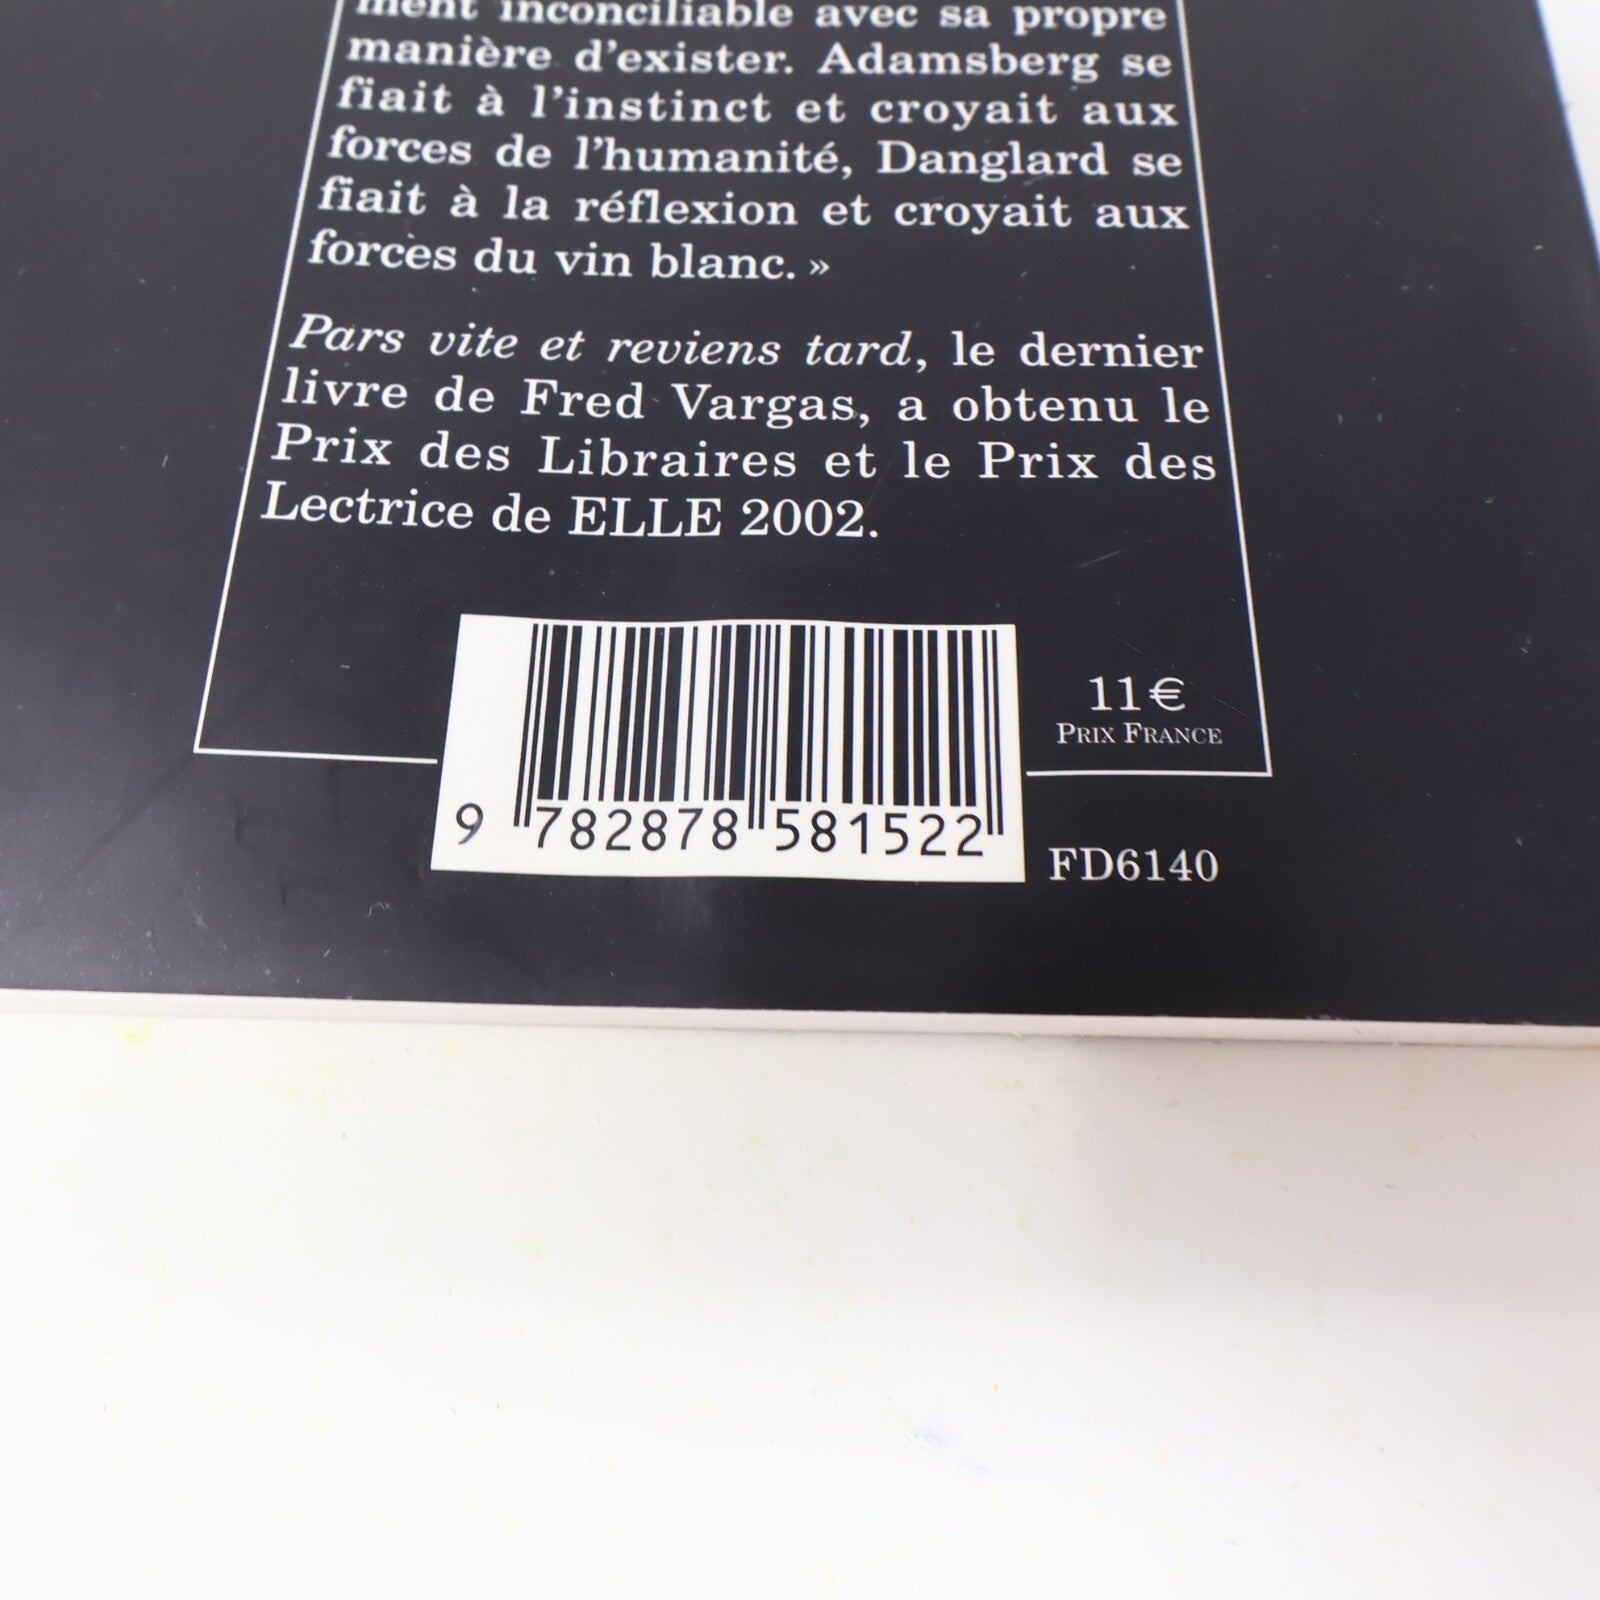 ment inconciliable avec sa propre
manière d'exister. Adamsberg se
fiait à l'instinct et croyait aux
forces de l'humanité, Danglard se
fiait à la réflexion et croyait aux
forces du vin blanc. »
Pars vite et reviens tard, le dernier
livre de Fred Vargas, a obtenu le
Prix des Libraires et le Prix des
Lectrice de ELLE 2002.
11€
PRIX FRANCE
9 782878 581522
FD6140